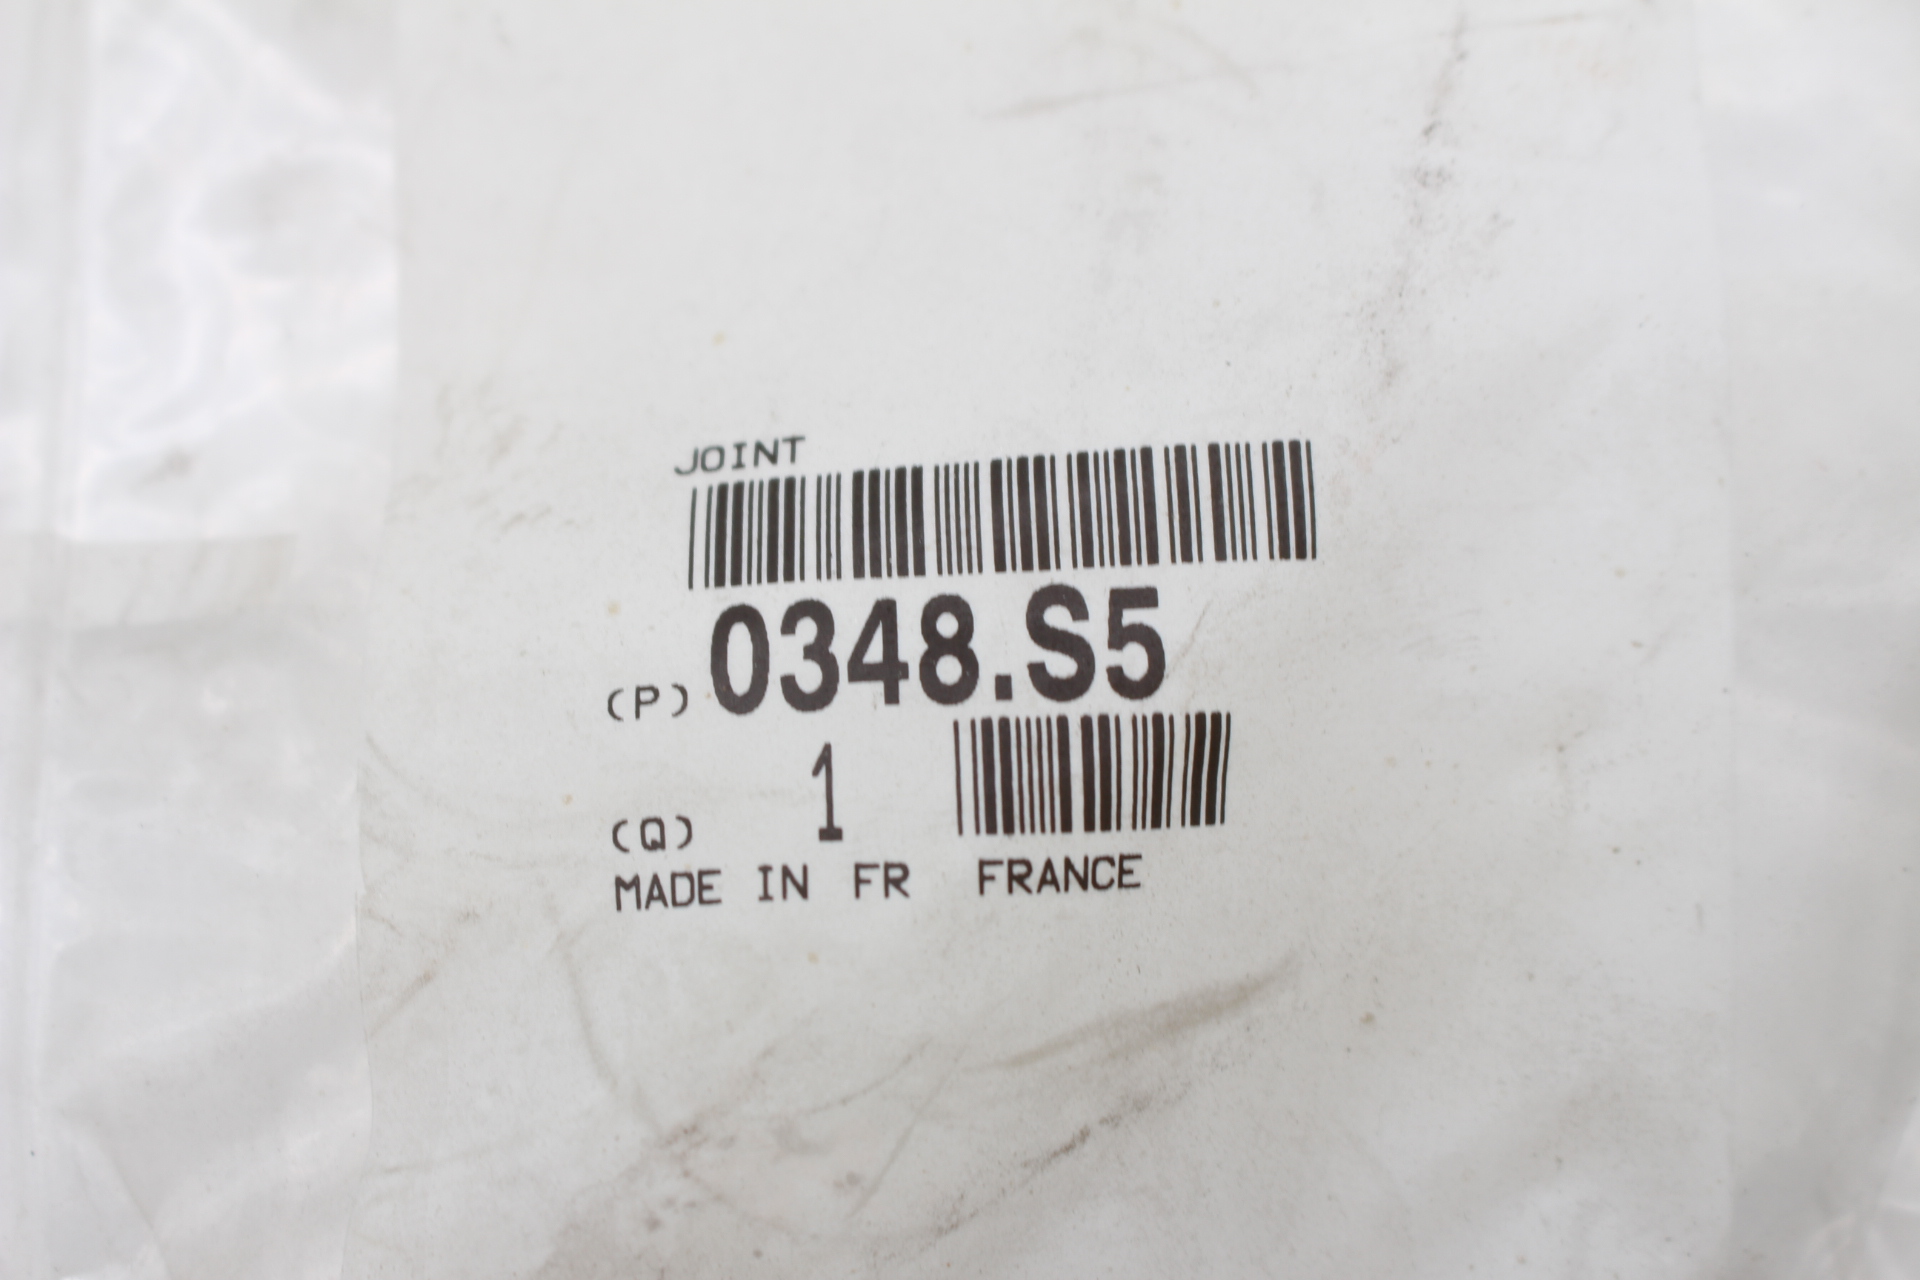 JOINT
(P) 0348.S5
(Q) 1
MADE IN FR FRANCE